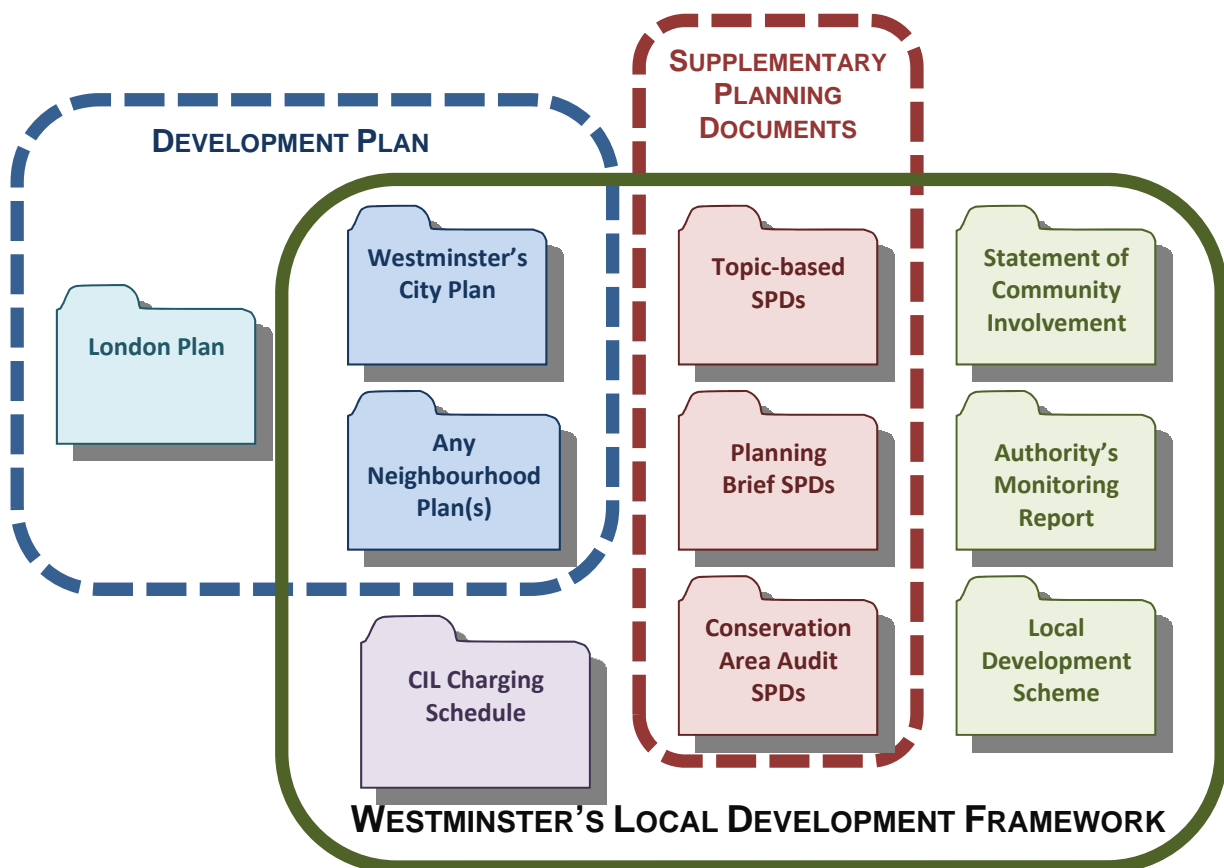 SUPPLEMENTARY
PLANNING
DOCUMENTS
DEVELOPMENT PLAN
London Plan
Westminster’s
City Plan
Any
Neighbourhood
Plan(s)
CIL Charging
Schedule
Topic-based
SPDs
Planning
Brief SPDs
Conservation
Area Audit
SPDs
Statement of
Community
Involvement
Authority’s
Monitoring
Report
Local
Development
Scheme
WESTMINSTER’S LOCAL DEVELOPMENT FRAMEWORK